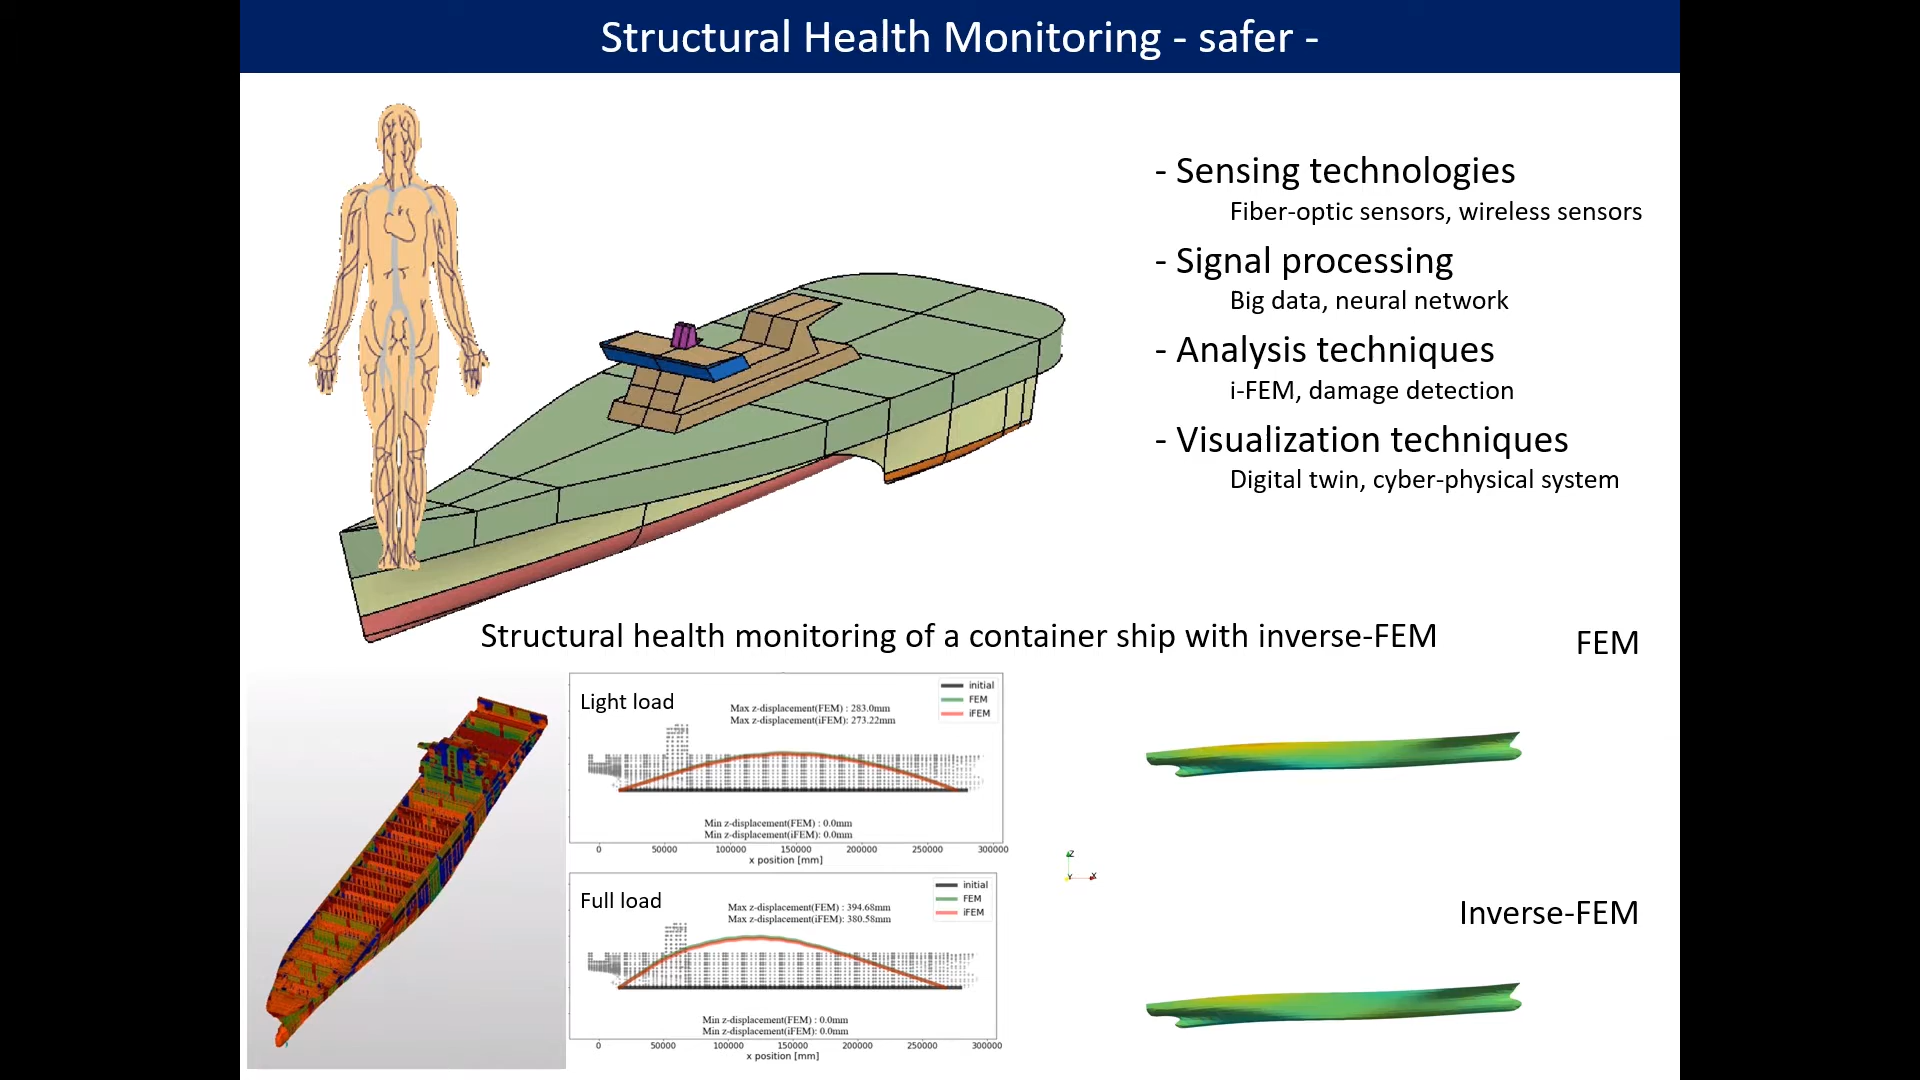 Structural Health Monitoring - safer -
- Sensing technologies
Fiber-optic sensors, wireless sensors
- Signal processing
Big data, neural network
- Analysis techniques
i-FEM, damage detection
- Visualization techniques
Digital twin, cyber-physical system
Structural health monitoring of a container ship with inverse-FEM
FEM
Light load
Max z-displacement(FEM) : 283.0mm
Max z-displacement(iFEM): 273.22mm
initial
FEM
iFEM
Min z-displacement(FEM) : 0.0mm
Min z-displacement(iFEM): 0.0mm
0 50000 100000 150000 200000 250000 300000
x position [mm]
Full load
Max z-displacement(FEM) : 394.68mm
Max z-displacement(iFEM): 380.58mm
initial
FEM
iFEM
Min z-displacement(FEM) : 0.0mm
Min z-displacement(iFEM): 0.0mm
0 50000 100000 150000 200000 250000 300000
x position [mm]
Z
Y X
Inverse-FEM